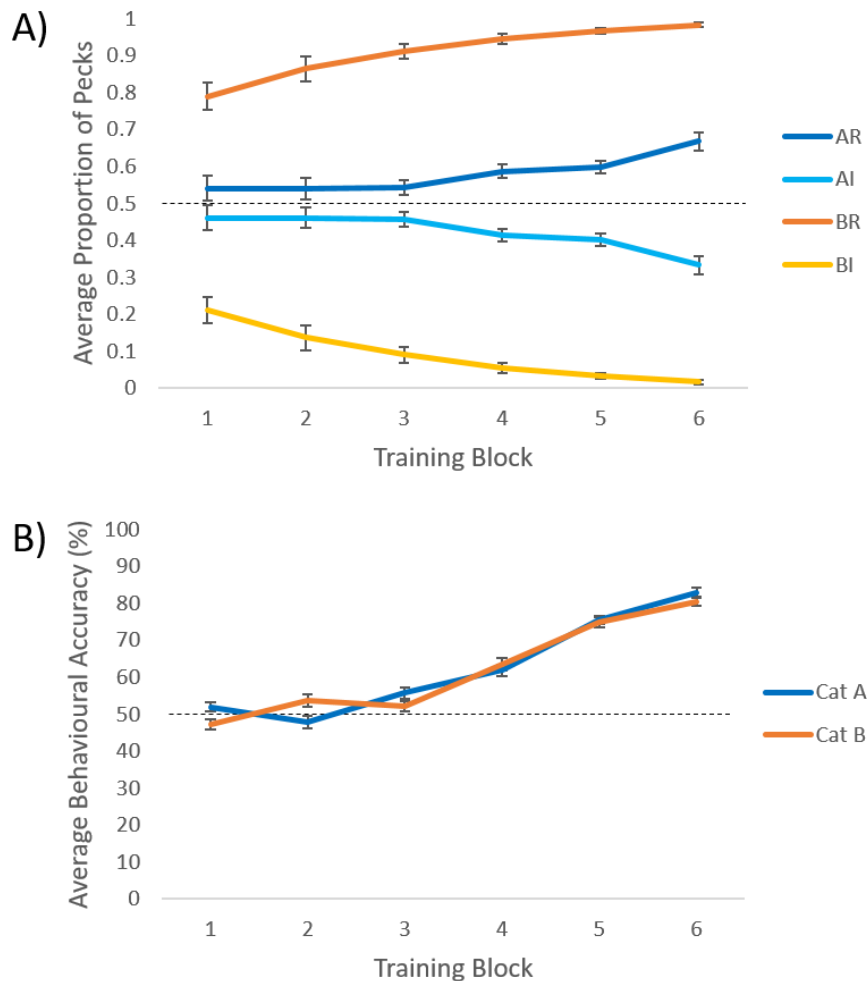 A)
Average Proportion of Pecks
1
0.9
0.8
0.7
0.6
0.5
0.4
0.3
0.2
0.1
0
1 2 3 4 5 6
Training Block
AR
AI
BR
BI
B)
Average Behavioural Accuracy (%)
100
90
80
70
60
50
40
30
20
10
0
1 2 3 4 5 6
Training Block
Cat A
Cat B